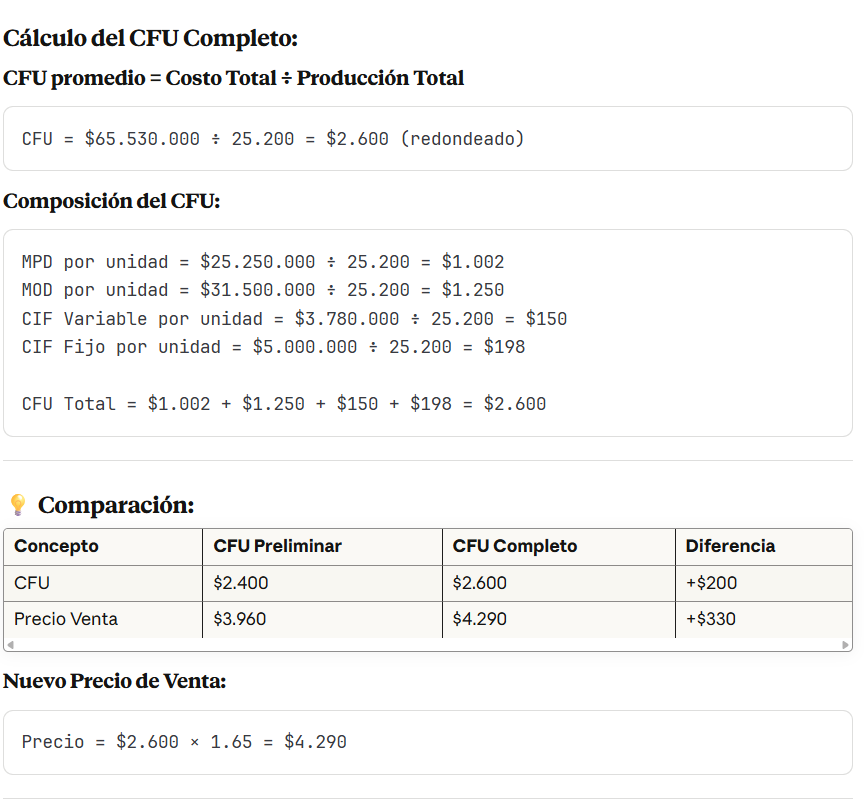 Cálculo del CFU Completo:
CFU promedio = Costo Total ÷ Producción Total
CFU = $65.530.000 ÷ 25.200 = $2.600 (redondeado)
Composición del CFU:
MPD por unidad = $25.250.000 ÷ 25.200 = $1.002
MOD por unidad = $31.500.000 ÷ 25.200 = $1.250
CIF Variable por unidad = $3.780.000 ÷ 25.200 = $150
CIF Fijo por unidad = $5.000.000 ÷ 25.200 = $198
CFU Total = $1.002 + $1.250 + $150 + $198 = $2.600
💡 Comparación:
Concepto CFU Preliminar CFU Completo Diferencia
CFU $2.400 $2.600 +$200
Precio Venta $3.960 $4.290 +$330
Nuevo Precio de Venta:
Precio = $2.600 × 1.65 = $4.290